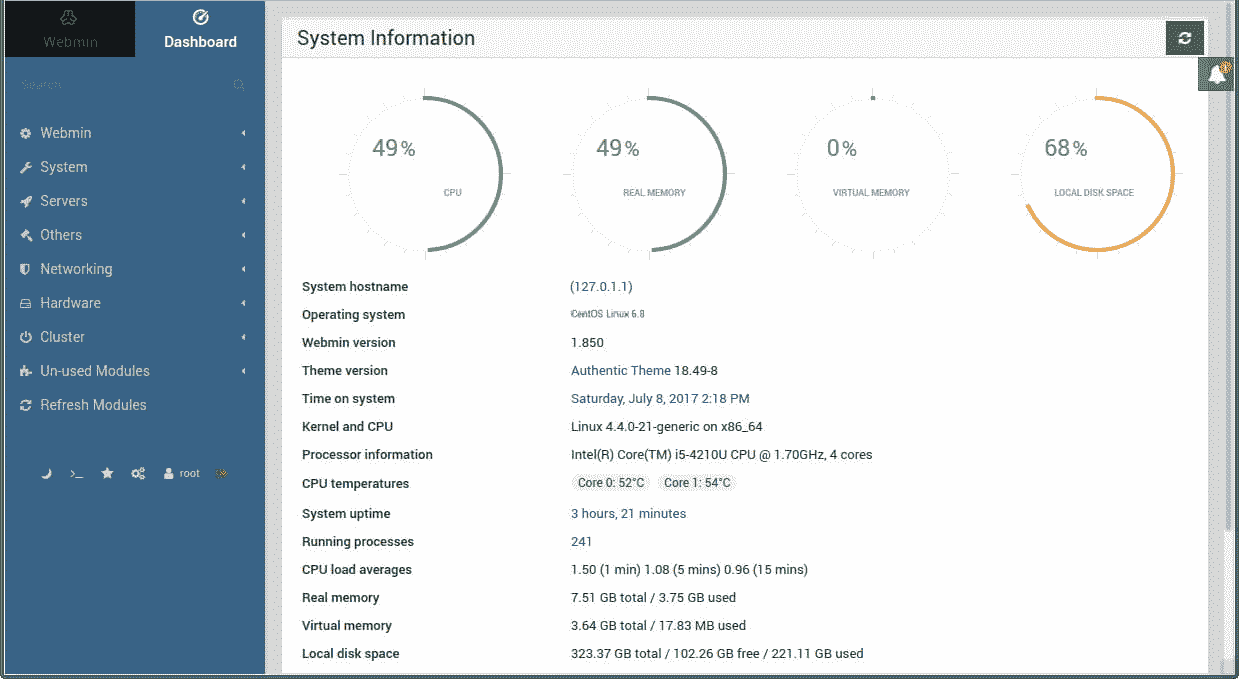 Webmin
Dashboard
Search
Webmin
System
Servers
Others
Networking
Hardware
Cluster
Un-used Modules
Refresh Modules
root
System Information
49%
CPU
49%
REAL MEMORY
0%
VIRTUAL MEMORY
68%
LOCAL DISK SPACE
System hostname (127.0.1.1)
Operating system CentOS Linux 6.8
Webmin version 1.850
Theme version Authentic Theme 18.49-8
Time on system Saturday, July 8, 2017 2:18 PM
Kernel and CPU Linux 4.4.0-21-generic on x86_64
Processor information Intel(R) Core(TM) i5-4210U CPU @ 1.70GHz, 4 cores
CPU temperatures Core 0: 52°C Core 1: 54°C
System uptime 3 hours, 21 minutes
Running processes 241
CPU load averages 1.50 (1 min) 1.08 (5 mins) 0.96 (15 mins)
Real memory 7.51 GB total / 3.75 GB used
Virtual memory 3.64 GB total / 17.83 MB used
Local disk space 323.37 GB total / 102.26 GB free / 221.11 GB used